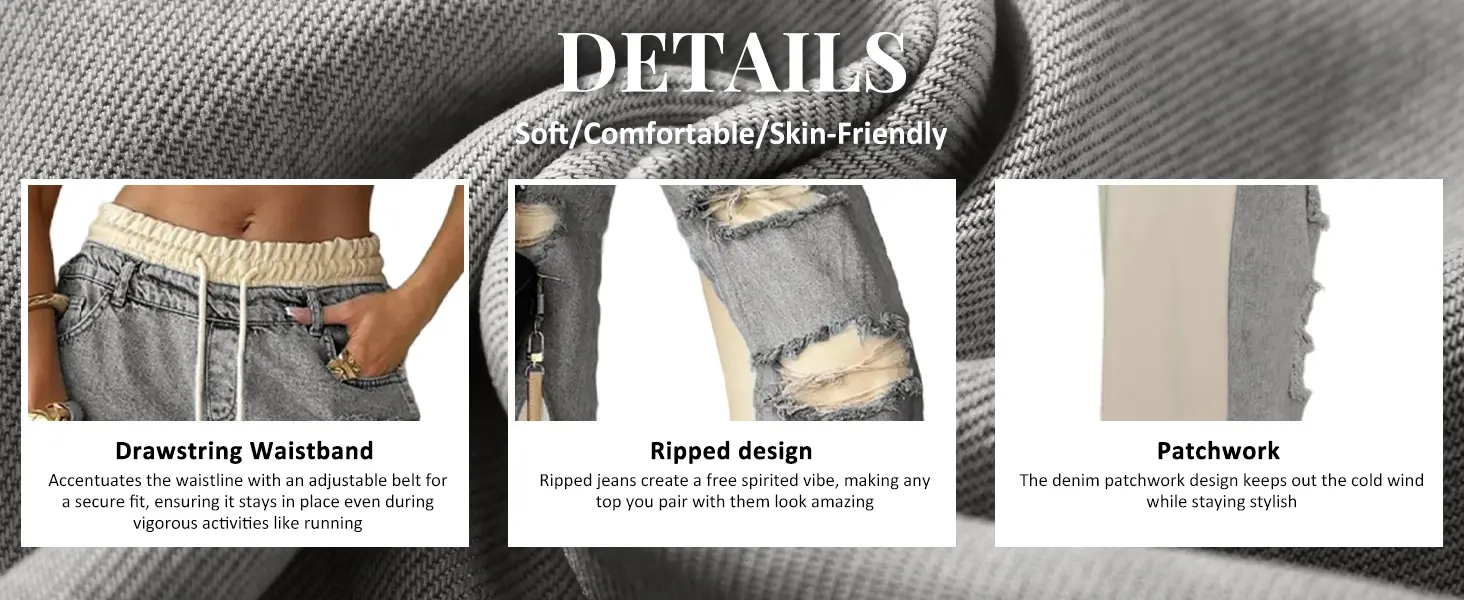 DETAILS
Soft/Comfortable/Skin-Friendly
Drawstring Waistband
Accentuates the waistline with an adjustable belt for
a secure fit, ensuring it stays in place even during
vigorous activities like running
Ripped design
Ripped jeans create a free spirited vibe, making any
top you pair with them look amazing
Patchwork
The denim patchwork design keeps out the cold wind
while staying stylish